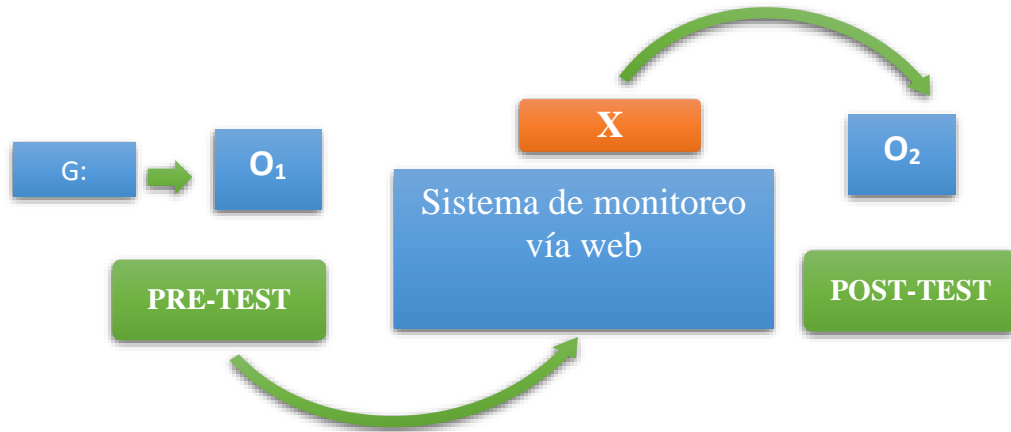 G:
O₁
PRE-TEST
X
Sistema de monitoreo
vía web
O₂
POST-TEST